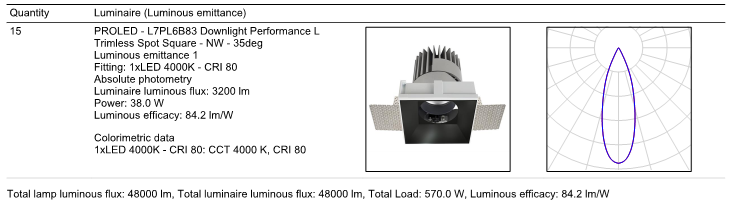 Quantity Luminaire (Luminous emittance)
15 PROLED - L7PL6B83 Downlight Performance L
Trimless Spot Square - NW - 35deg
Luminous emittance 1
Fitting: 1xLED 4000K - CRI 80
Absolute photometry
Luminaire luminous flux: 3200 lm
Power: 38.0 W
Luminous efficacy: 84.2 lm/W
Colorimetric data
1xLED 4000K - CRI 80: CCT 4000 K, CRI 80
Total lamp luminous flux: 48000 lm, Total luminaire luminous flux: 48000 lm, Total Load: 570.0 W, Luminous efficacy: 84.2 lm/W